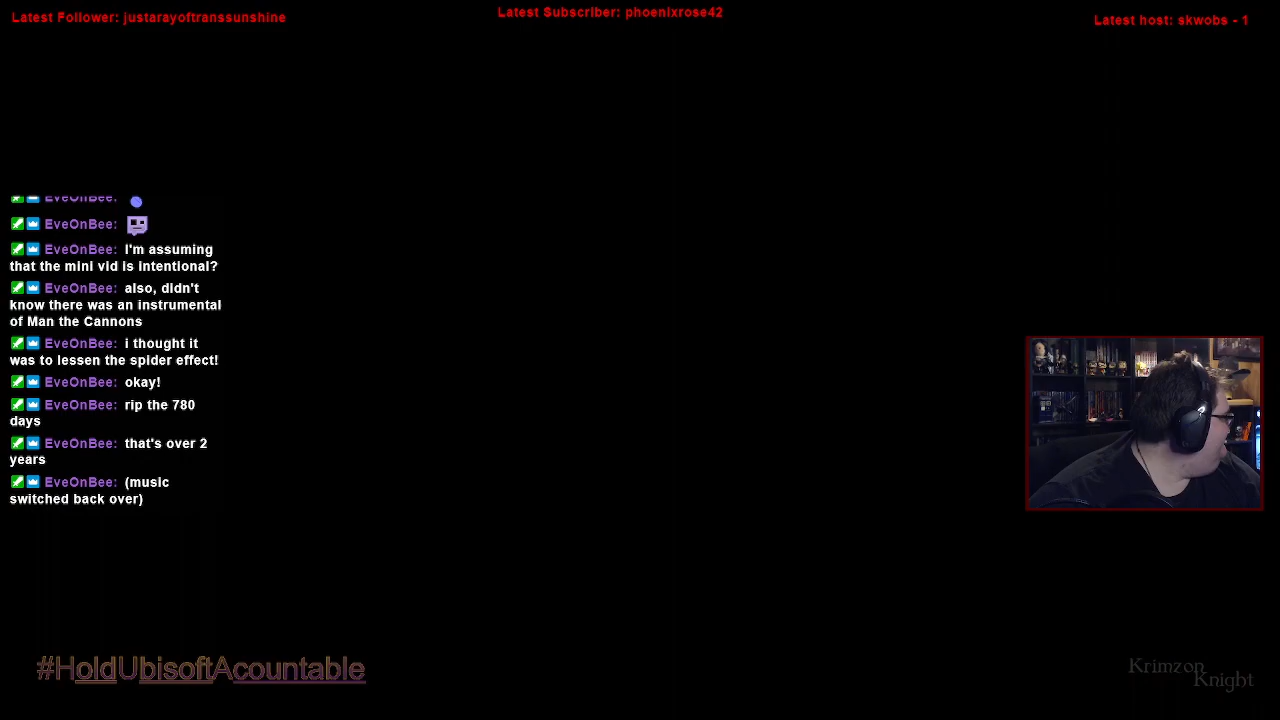 Latest Follower: justarayoftranssunshine
Latest Subscriber: phoenixrose42
Latest host: skwobs - 1
EveOnBee:
EveOnBee:
EveOnBee: I'm assuming
that the mini vid is intentional?
EveOnBee: also, didn't
know there was an instrumental
of Man the Cannons
EveOnBee: i thought it
was to lessen the spider effect!
EveOnBee: okay!
EveOnBee: rip the 780
days
EveOnBee: that's over 2
years
EveOnBee: (music
switched back over)
#HoldUbisoftAcountable
Krimzon
Knight